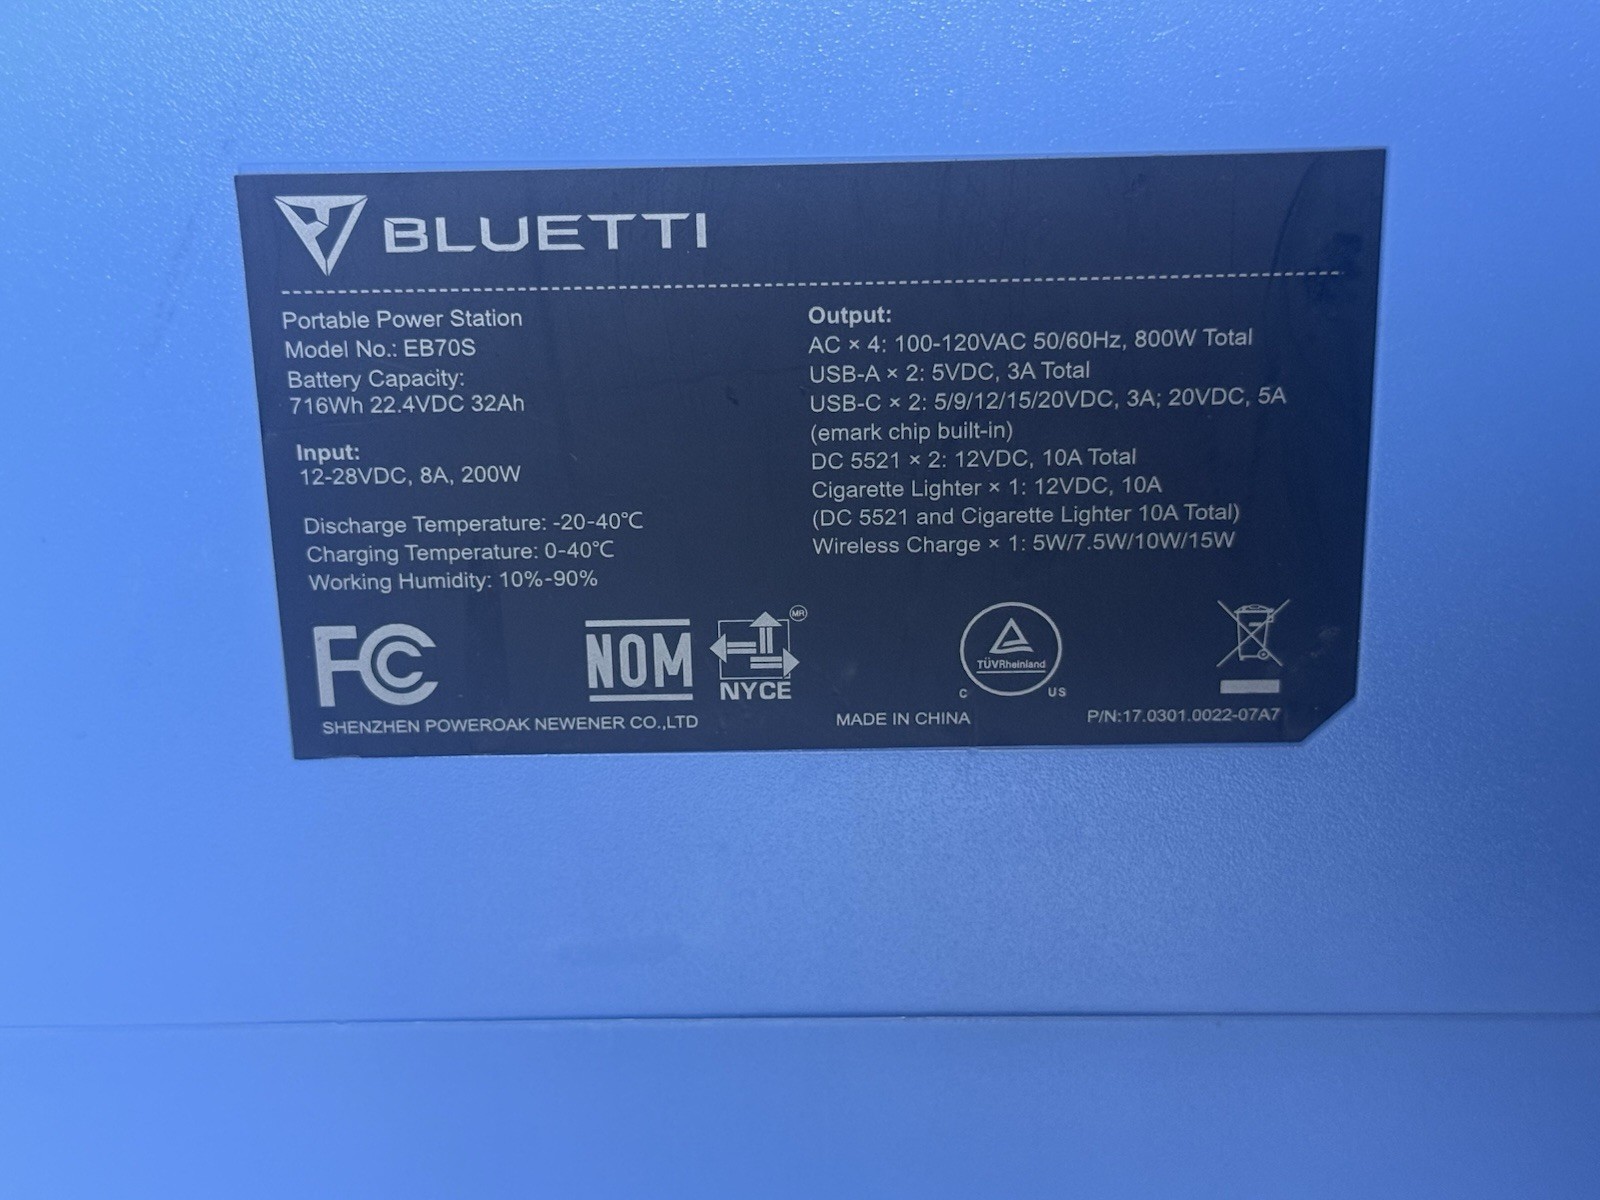 BLUETTI
Portable Power Station
Model No.: EB70S
Battery Capacity:
716Wh 22.4VDC 32Ah
Input:
12-28VDC, 8A, 200W
Discharge Temperature: -20-40℃
Charging Temperature: 0-40℃
Working Humidity: 10%-90%
Output:
AC × 4: 100-120VAC 50/60Hz, 800W Total
USB-A × 2: 5VDC, 3A Total
USB-C × 2: 5/9/12/15/20VDC, 3A; 20VDC, 5A
(emark chip built-in)
DC 5521 × 2: 12VDC, 10A Total
Cigarette Lighter × 1: 12VDC, 10A
(DC 5521 and Cigarette Lighter 10A Total)
Wireless Charge × 1: 5W/7.5W/10W/15W
FC
NOM
MR
NYCE
TÜVRheinland
C US
SHENZHEN POWEROAK NEWENER CO.,LTD
MADE IN CHINA
P/N:17.0301.0022-07A7